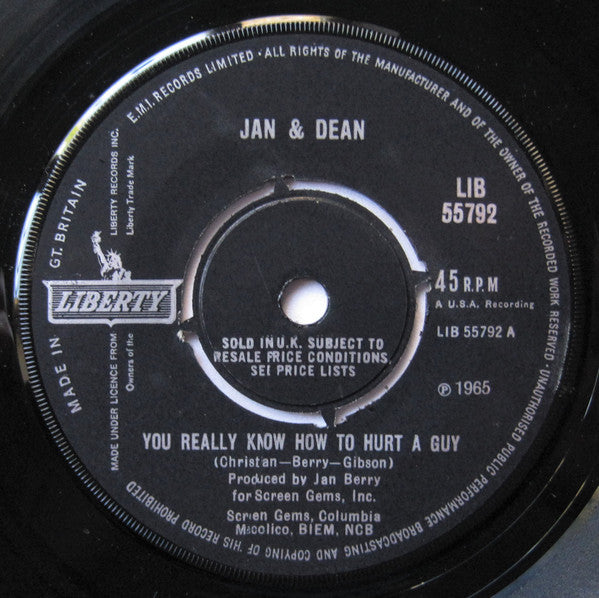 E.M.I. RECORDS LIMITED • ALL RIGHTS OF THE MANUFACTURER AND OF THE OWNER OF THE RECORDED WORK RESERVED • UNAUTHORISED PUBLIC PERFORMANCE BROADCASTING AND COPYING OF THIS RECORD PROHIBITED
MADE IN GT. BRITAIN
JAN & DEAN
LIBERTY RECORDS INC.
Liberty Trade Mark
LIBERTY
MADE UNDER LICENCE FROM
Owners of the
LIB
55792
45 R.P.M
A U.S.A. Recording
LIB 55792 A
℗ 1965
SOLD IN U.K. SUBJECT TO
RESALE PRICE CONDITIONS,
SEE PRICE LISTS
YOU REALLY KNOW HOW TO HURT A GUY
(Christian—Berry—Gibson)
Produced by Jan Berry
for Screen Gems, Inc.
Screen Gems, Columbia
Macolico, BIEM, NCB